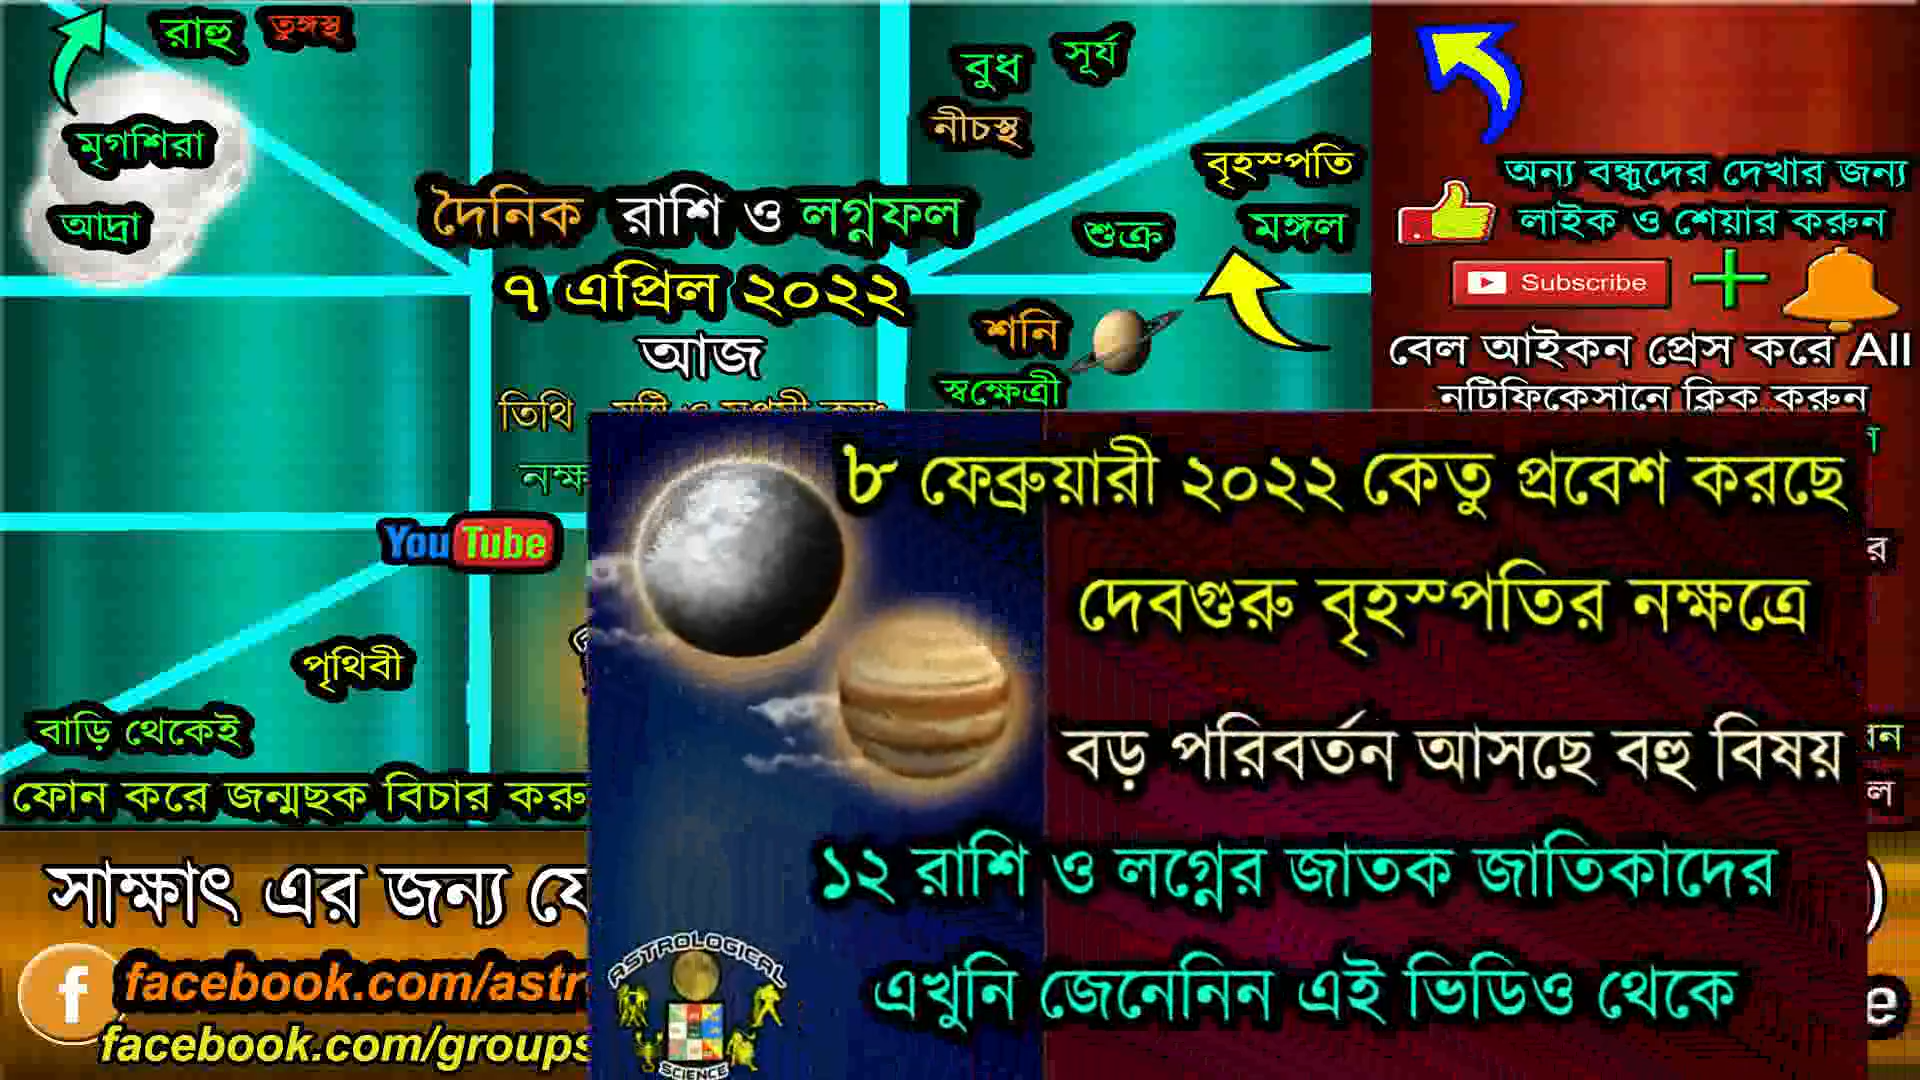 রাহু তুঙ্গস্থ
মৃগশিরা
আদ্রা
বুধ সূর্য
নীচস্থ
বৃহস্পতি
শুক্র মঙ্গল
দৈনিক রাশি ও লগ্নফল
৭ এপ্রিল ২০২২
আজ
তিথি
শনি
স্বক্ষেত্রী
অন্য বন্ধুদের দেখার জন্য
লাইক ও শেয়ার করুন
Subscribe
বেল আইকন প্রেস করে All
নটিফিকেসানে ক্লিক করুন
YouTube
পৃথিবী
বাড়ি থেকেই
ফোন করে জন্মছক বিচার করু
সাক্ষাৎ এর জন্য যে
facebook.com/astr
facebook.com/groups
৮ ফেব্রুয়ারী ২০২২ কেতু প্রবেশ করছে
দেবগুরু বৃহস্পতির নক্ষত্রে
বড় পরিবর্তন আসছে বহু বিষয়
১২ রাশি ও লগ্নের জাতক জাতিকাদের
এখুনি জেনেনিন এই ভিডিও থেকে
ASTROLOGICAL
SCIENCE